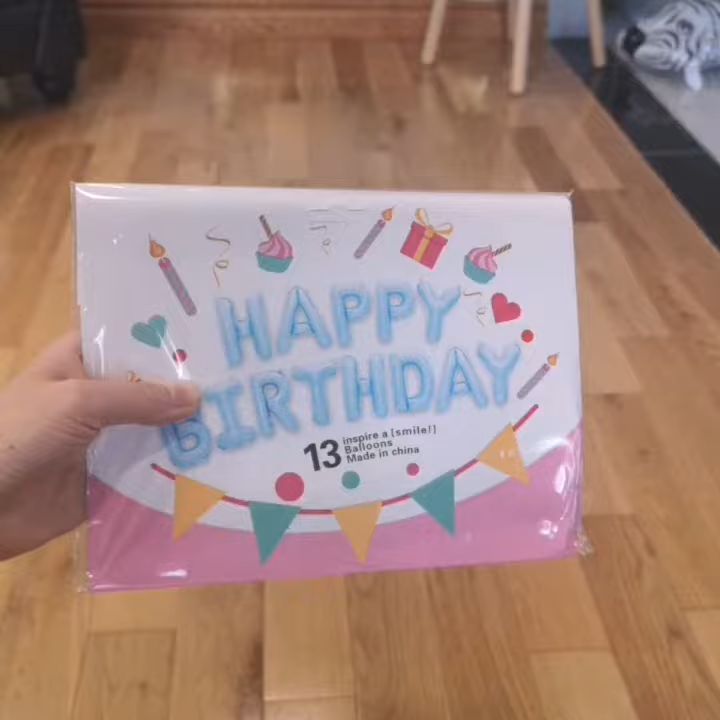 HAPPY
BIRTHDAY
13 inspire a [smile!]
Balloons
Made in china